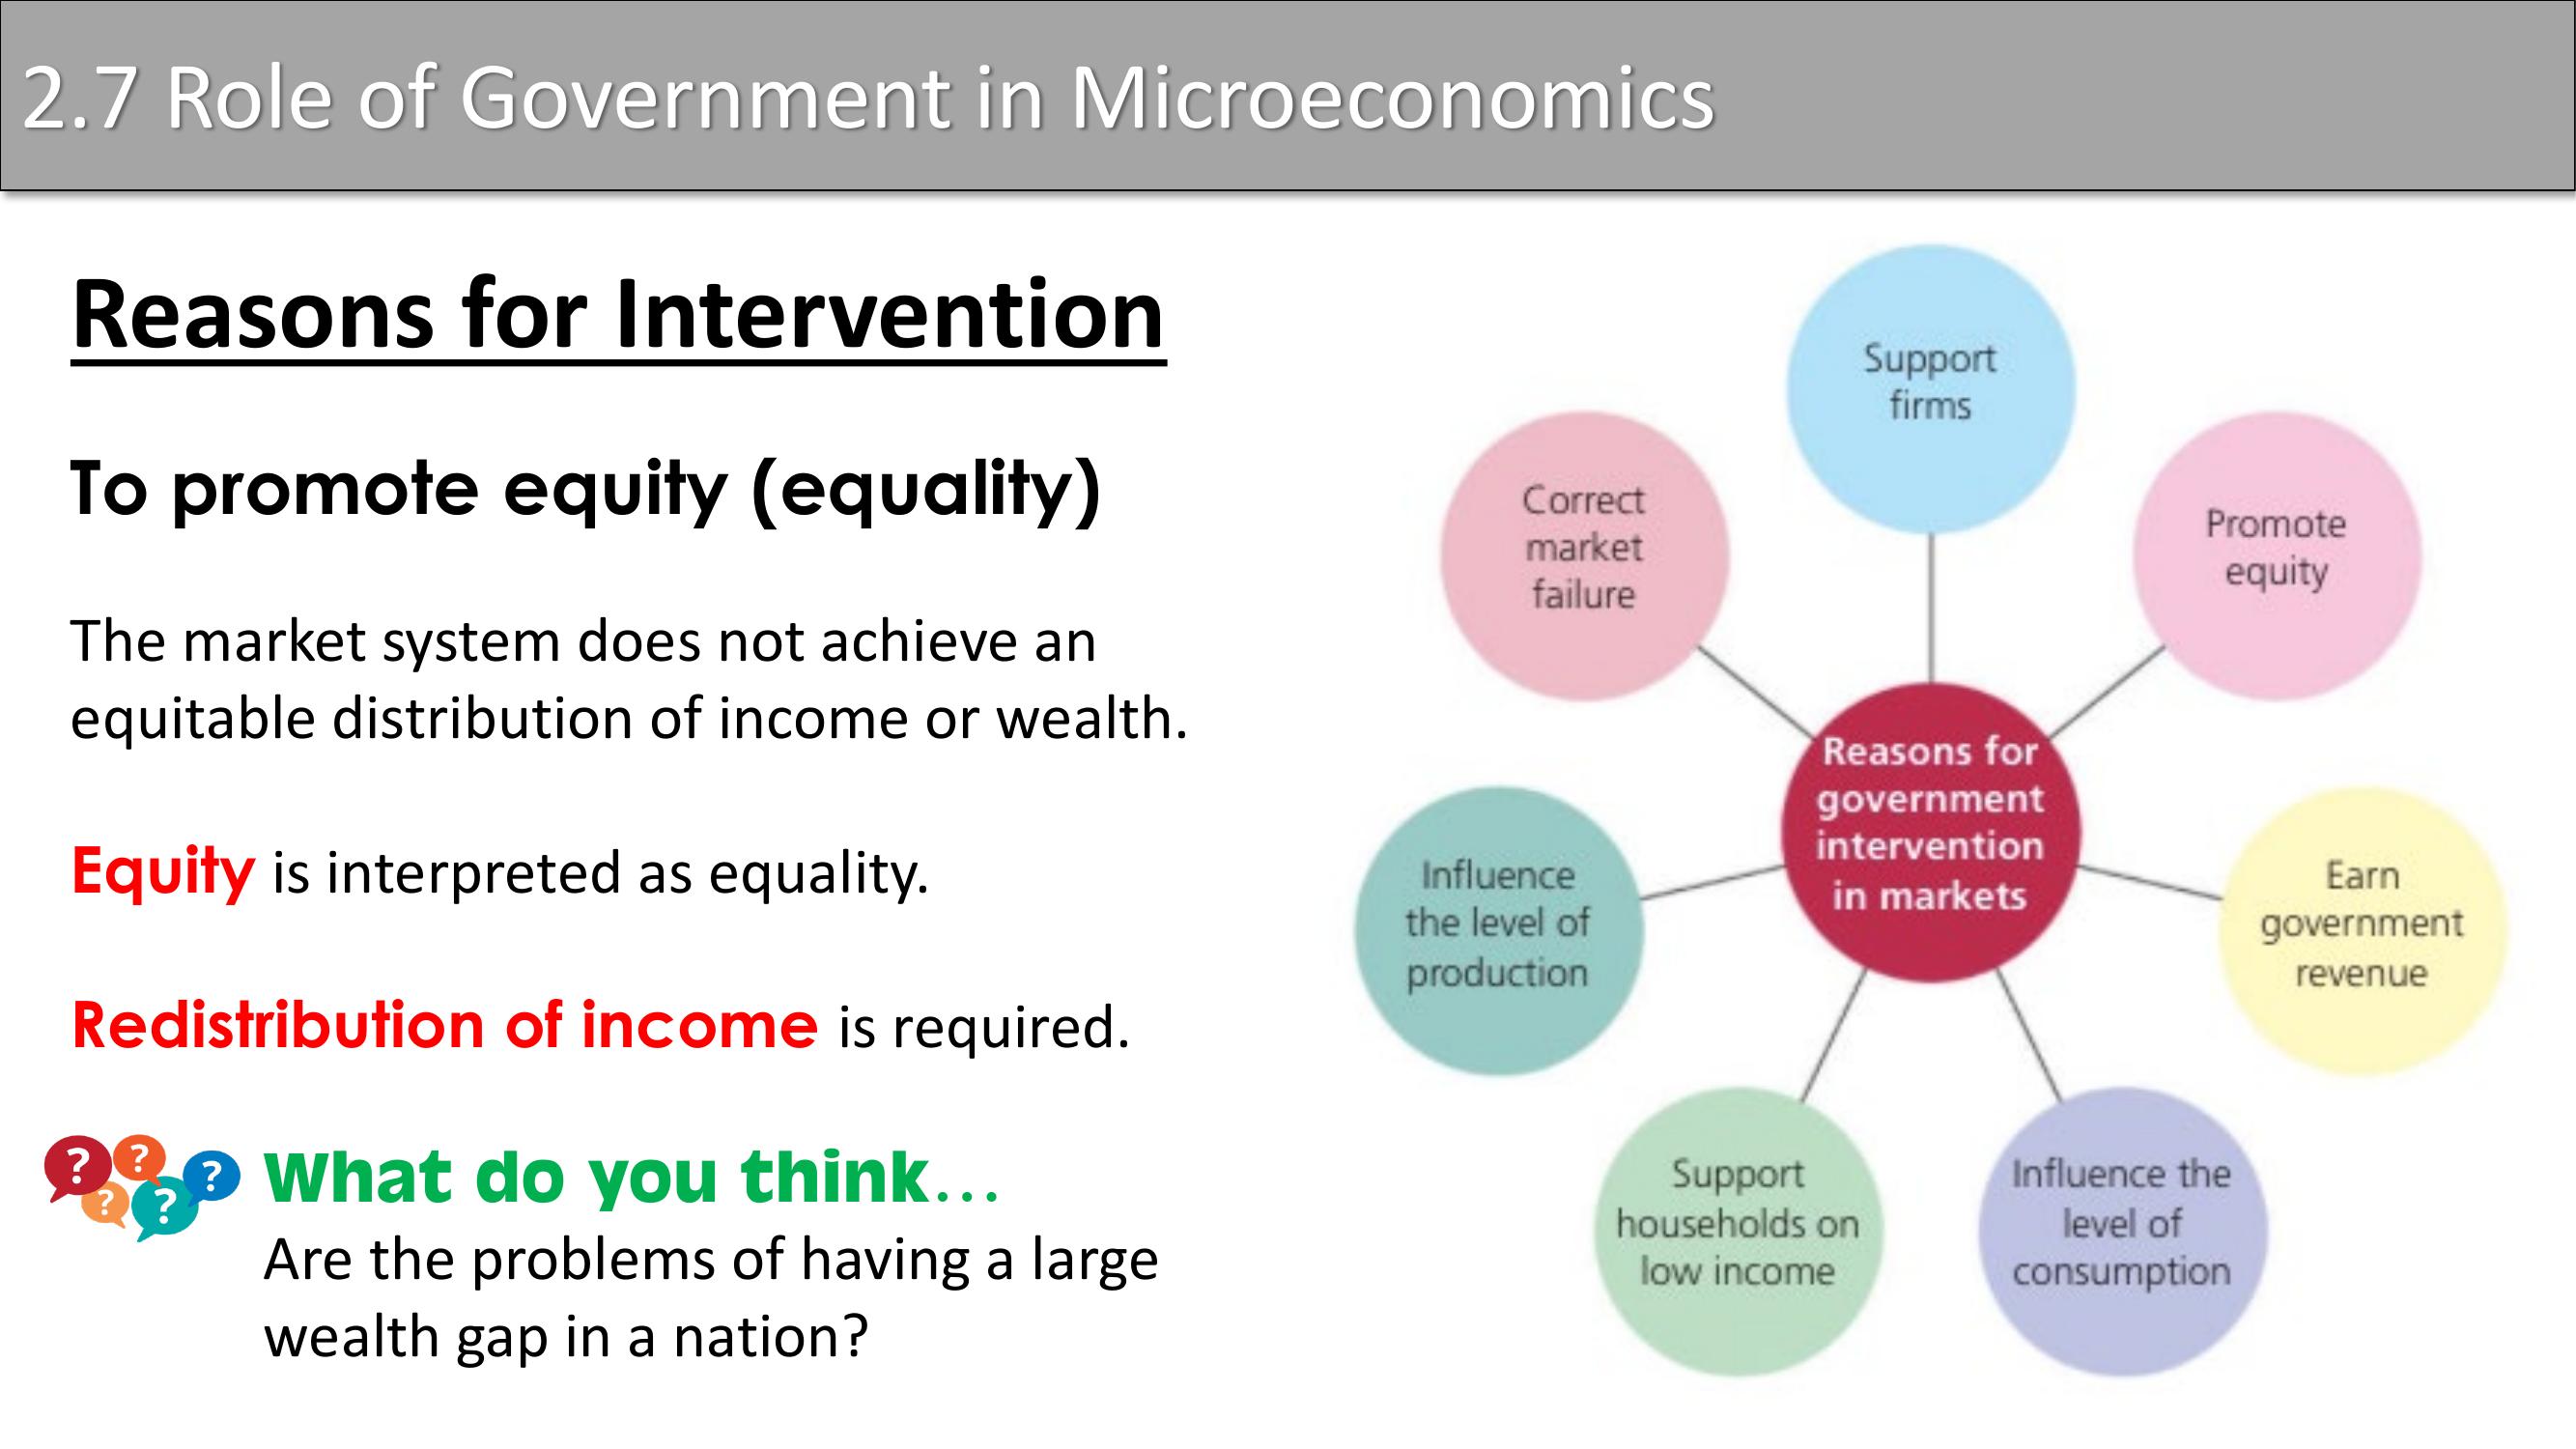 2.7 Role of Government in Microeconomics
Reasons for Intervention
To promote equity (equality)
The market system does not achieve an
equitable distribution of income or wealth.
Equity is interpreted as equality.
Redistribution of income is required.
? ? ? ? ?
What do you think…
Are the problems of having a large
wealth gap in a nation?
Support
firms
Correct
market
failure
Promote
equity
Reasons for
government
intervention
in markets
Influence
the level of
production
Earn
government
revenue
Support
households on
low income
Influence the
level of
consumption